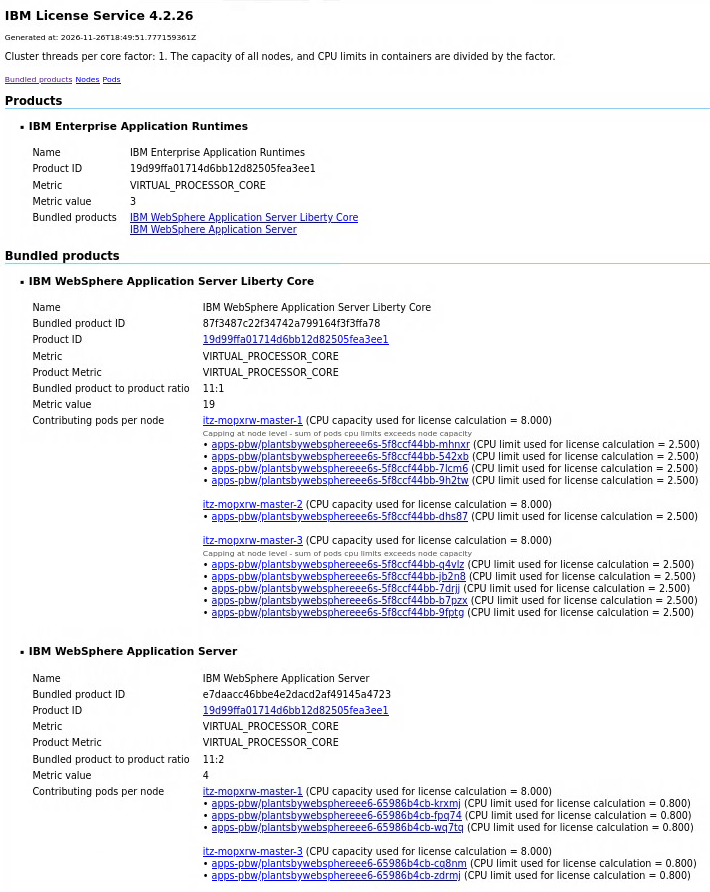 IBM License Service 4.2.26
Generated at: 2026-11-26T18:49:51.777159361Z
Cluster threads per core factor: 1. The capacity of all nodes, and CPU limits in containers are divided by the factor.
Bundled products Nodes Pods
Products
▪ IBM Enterprise Application Runtimes
Name IBM Enterprise Application Runtimes
Product ID 19d99ffa01714d6bb12d82505fea3ee1
Metric VIRTUAL_PROCESSOR_CORE
Metric value 3
Bundled products IBM WebSphere Application Server Liberty Core
IBM WebSphere Application Server
Bundled products
▪ IBM WebSphere Application Server Liberty Core
Name IBM WebSphere Application Server Liberty Core
Bundled product ID 87f3487c22f34742a799164f3f3ffa78
Product ID 19d99ffa01714d6bb12d82505fea3ee1
Metric VIRTUAL_PROCESSOR_CORE
Product Metric VIRTUAL_PROCESSOR_CORE
Bundled product to product ratio 11:1
Metric value 19
Contributing pods per node itz-mopxrw-master-1 (CPU capacity used for license calculation = 8.000)
Capping at node level - sum of pods cpu limits exceeds node capacity
• apps-pbw/plantsbywebsphereee6s-5f8ccf44bb-mhnxr (CPU limit used for license calculation = 2.500)
• apps-pbw/plantsbywebsphereee6s-5f8ccf44bb-542xb (CPU limit used for license calculation = 2.500)
• apps-pbw/plantsbywebsphereee6s-5f8ccf44bb-7lcm6 (CPU limit used for license calculation = 2.500)
• apps-pbw/plantsbywebsphereee6s-5f8ccf44bb-9h2tw (CPU limit used for license calculation = 2.500)
itz-mopxrw-master-2 (CPU capacity used for license calculation = 8.000)
• apps-pbw/plantsbywebsphereee6s-5f8ccf44bb-dhs87 (CPU limit used for license calculation = 2.500)
itz-mopxrw-master-3 (CPU capacity used for license calculation = 8.000)
Capping at node level - sum of pods cpu limits exceeds node capacity
• apps-pbw/plantsbywebsphereee6s-5f8ccf44bb-q4vlz (CPU limit used for license calculation = 2.500)
• apps-pbw/plantsbywebsphereee6s-5f8ccf44bb-jb2n8 (CPU limit used for license calculation = 2.500)
• apps-pbw/plantsbywebsphereee6s-5f8ccf44bb-7drjj (CPU limit used for license calculation = 2.500)
• apps-pbw/plantsbywebsphereee6s-5f8ccf44bb-b7pzx (CPU limit used for license calculation = 2.500)
• apps-pbw/plantsbywebsphereee6s-5f8ccf44bb-9fptg (CPU limit used for license calculation = 2.500)
▪ IBM WebSphere Application Server
Name IBM WebSphere Application Server
Bundled product ID e7daacc46bbe4e2dacd2af49145a4723
Product ID 19d99ffa01714d6bb12d82505fea3ee1
Metric VIRTUAL_PROCESSOR_CORE
Product Metric VIRTUAL_PROCESSOR_CORE
Bundled product to product ratio 11:2
Metric value 4
Contributing pods per node itz-mopxrw-master-1 (CPU capacity used for license calculation = 8.000)
• apps-pbw/plantsbywebsphereee6-65986b4cb-krxmj (CPU limit used for license calculation = 0.800)
• apps-pbw/plantsbywebsphereee6-65986b4cb-fpq74 (CPU limit used for license calculation = 0.800)
• apps-pbw/plantsbywebsphereee6-65986b4cb-wq7tq (CPU limit used for license calculation = 0.800)
itz-mopxrw-master-3 (CPU capacity used for license calculation = 8.000)
• apps-pbw/plantsbywebsphereee6-65986b4cb-cq8nm (CPU limit used for license calculation = 0.800)
• apps-pbw/plantsbywebsphereee6-65986b4cb-zdrmj (CPU limit used for license calculation = 0.800)